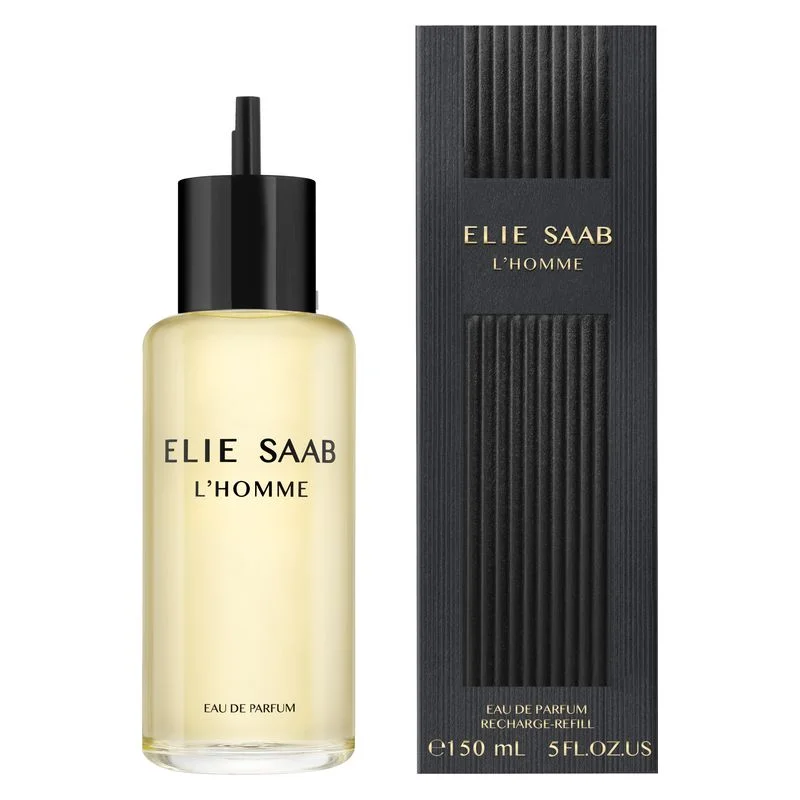 ELIE SAAB
L'HOMME
EAU DE PARFUM
ELIE SAAB
L'HOMME
EAU DE PARFUM
RECHARGE-REFILL
℮150 mL 5FL.OZ.US